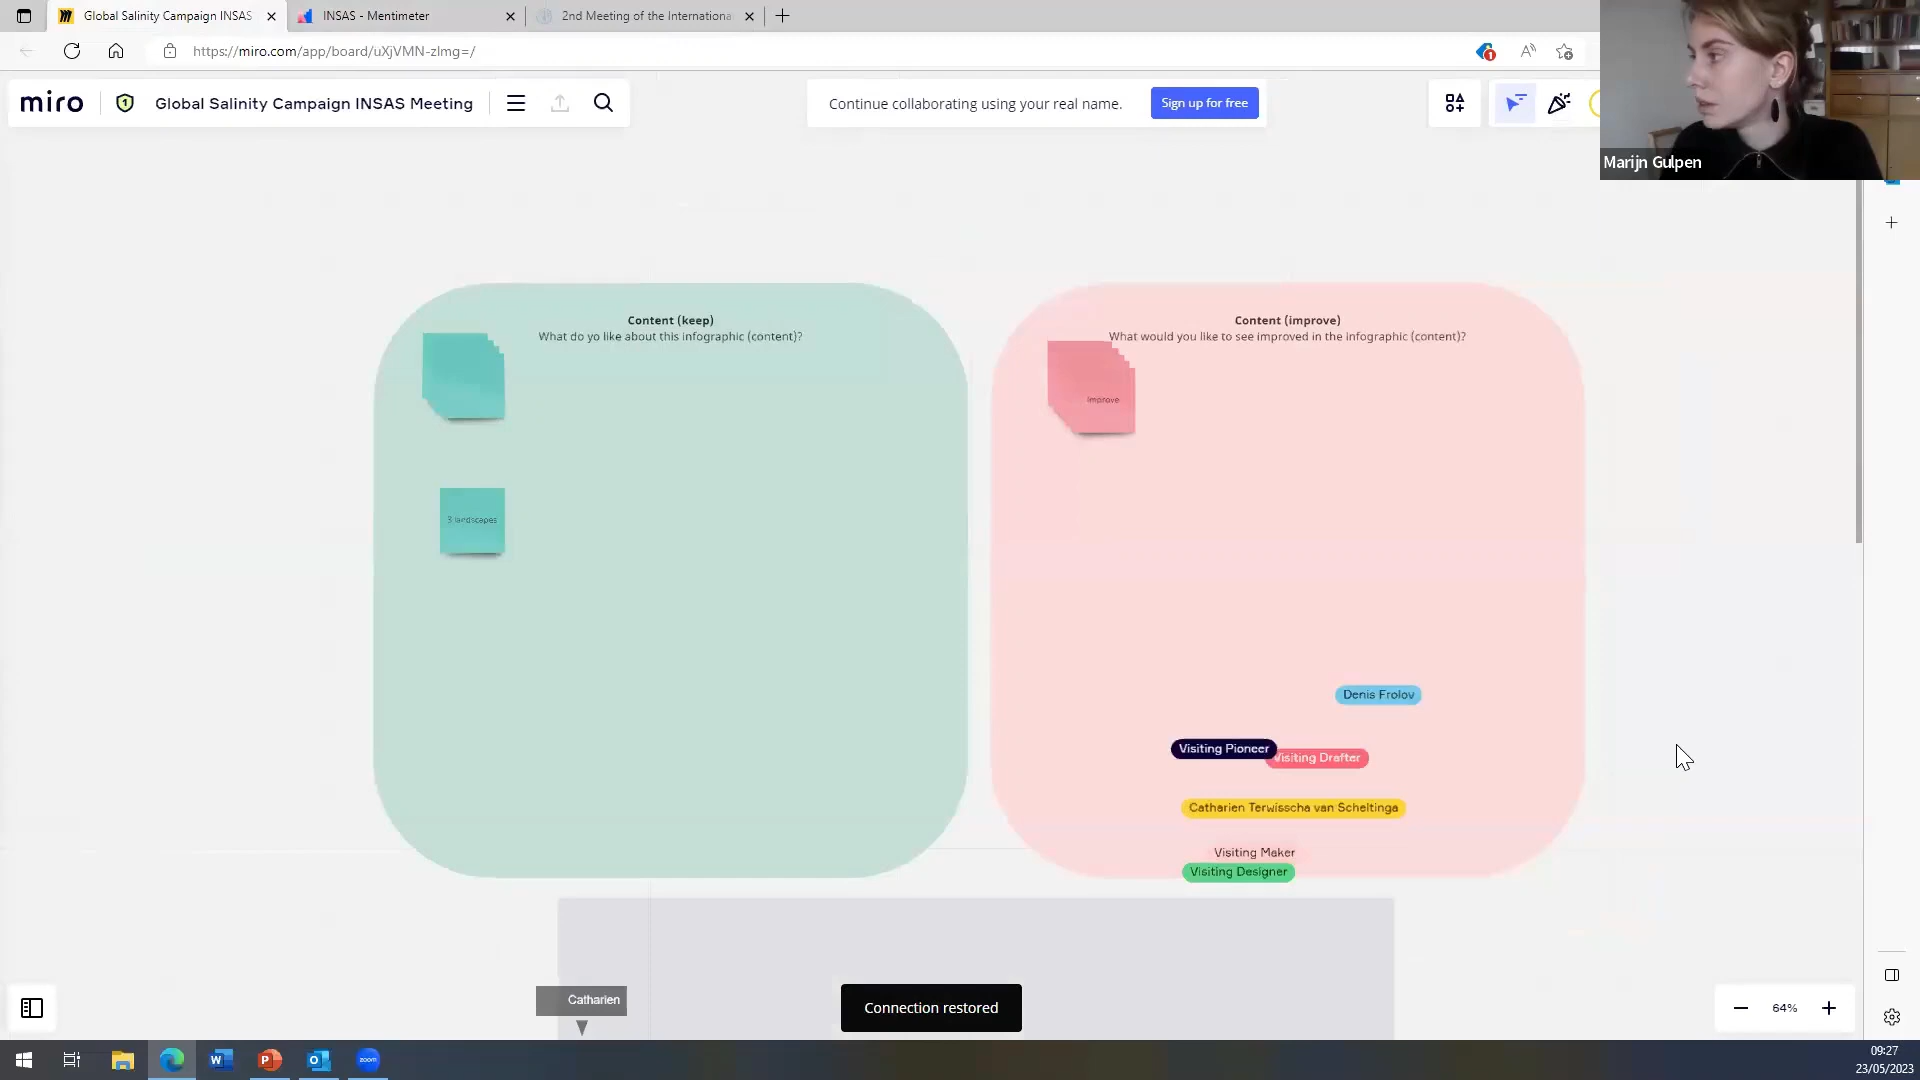 Global Salinity Campaign INSAS
INSAS - Mentimeter
2nd Meeting of the Internationa
https://miro.com/app/board/uXjVMN-zImg=/
1
miro
1
Global Salinity Campaign INSAS Meeting
Continue collaborating using your real name.
Sign up for free
Marijn Gulpen
Content (keep)
What do yo like about this infographic (content)?
Content (improve)
What would you like to see improved in the infographic (content)?
improve
3 landscapes
Denis Frolov
Visiting Pioneer
Visiting Drafter
Catharien Terwisscha van Scheltinga
Visiting Maker
Visiting Designer
Catharien
Connection restored
64%
zoom
09:27
23/05/2023